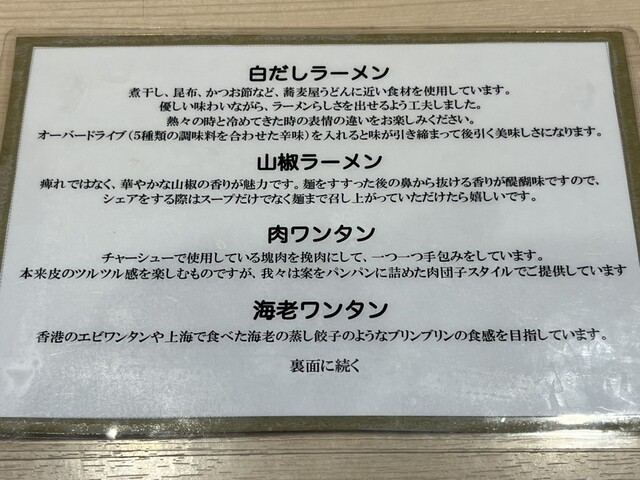 白だしラーメン
煮干し、昆布、かつお節など、蕎麦屋うどんに近い食材を使用しています。
優しい味わいながら、ラーメンらしさを出せるよう工夫しました。
熱々の時と冷めてきた時の表情の違いをお楽しみください。
オーバードライブ(5種類の調味料を合わせた辛味)を入れると味が引き締まって後引く美味しさになります。
山椒ラーメン
痺れではなく、華やかな山椒の香りが魅力です。麺をすすった後の鼻から抜ける香りが醍醐味ですので、
シェアをする際はスープだけでなく麺まで召し上がっていただけたら嬉しいです。
肉ワンタン
チャーシューで使用している塊肉を挽肉にして、一つ一つ手包みをしています。
本来皮のツルツル感を楽しむものですが、我々は案をパンパンに詰めた肉団子スタイルでご提供しています
海老ワンタン
香港のエビワンタンや上海で食べた海老の蒸し餃子のようなプリンプリンの食感を目指しています。
裏面に続く